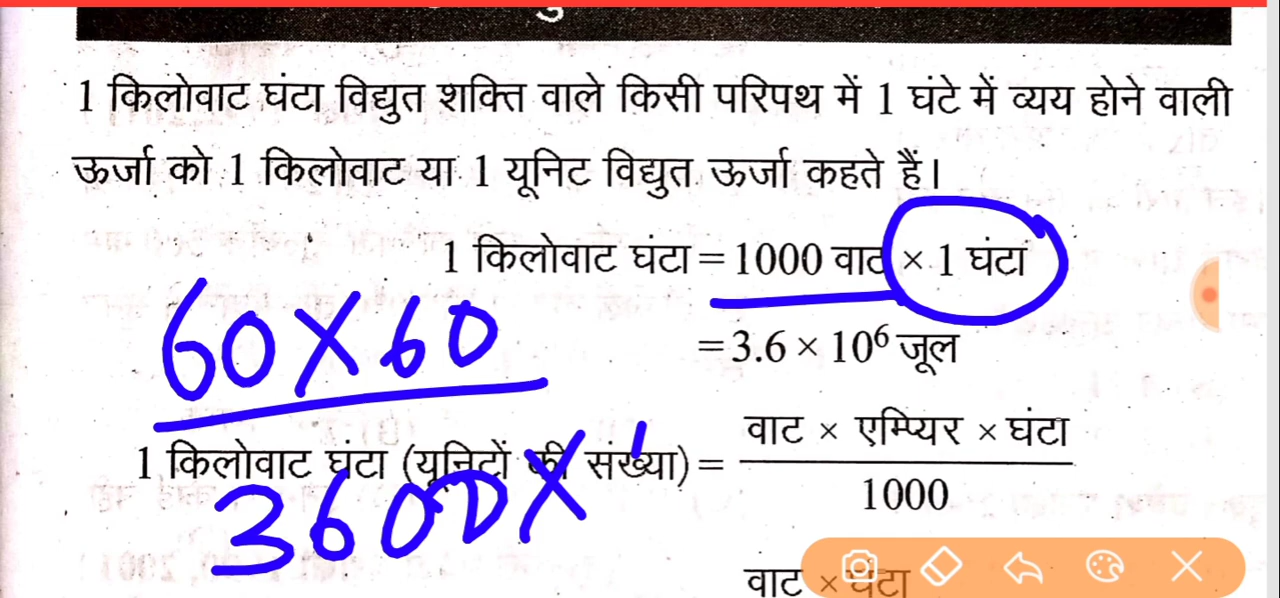 1 किलोवाट घंटा विद्युत शक्ति वाले किसी परिपथ में 1 घंटे में व्यय होने वाली
ऊर्जा को 1 किलोवाट या 1 यूनिट विद्युत ऊर्जा कहते हैं।
1 किलोवाट घंटा = 1000 वाट × 1 घंटा
60 × 60
= 3.6 × 10⁶ जूल
1 किलोवाट घंटा (यूनिटों की संख्या) = वाट × एम्पियर × घंटा
1000
3600 × 1
वाट × घंटा